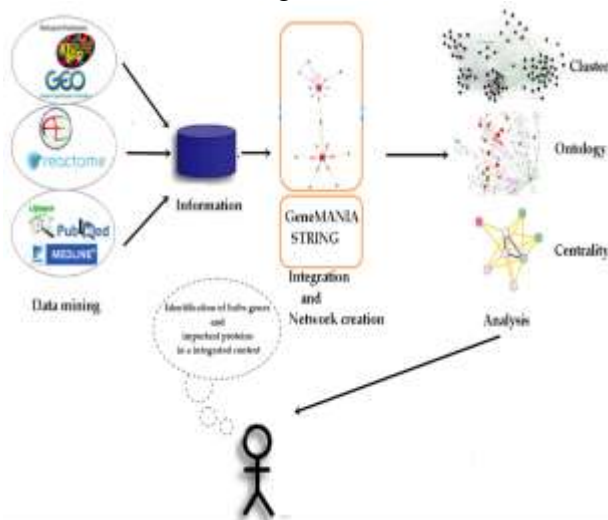 GEO
reactome
PubMed
MEDLINE
Data mining
Information
GeneMANIA
STRING
Integration
and
Network creation
Cluster
Ontology
Centrality
Analysis
Identification of hubs genes
and
important proteins
in a integrated context